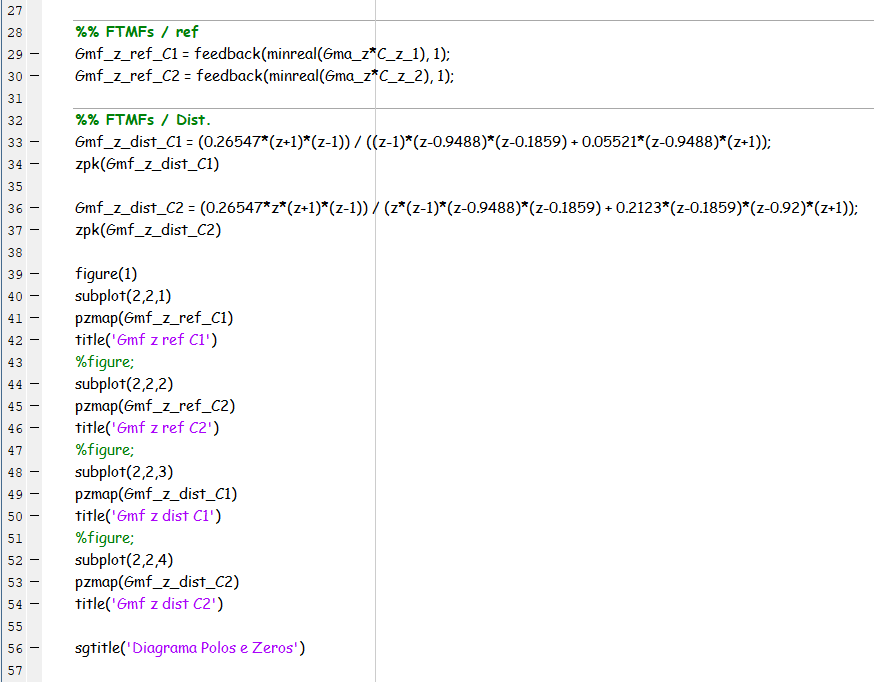 27
28 %% FTMFs / ref
29 – Gmf_z_ref_C1 = feedback(minreal(Gma_z*C_z_1), 1);
30 – Gmf_z_ref_C2 = feedback(minreal(Gma_z*C_z_2), 1);
31
32 %% FTMFs / Dist.
33 – Gmf_z_dist_C1 = (0.26547*(z+1)*(z-1)) / ((z-1)*(z-0.9488)*(z-0.1859) + 0.05521*(z-0.9488)*(z+1));
34 – zpk(Gmf_z_dist_C1)
35
36 – Gmf_z_dist_C2 = (0.26547*z*(z+1)*(z-1)) / (z*(z-1)*(z-0.9488)*(z-0.1859) + 0.2123*(z-0.1859)*(z-0.92)*(z+1));
37 – zpk(Gmf_z_dist_C2)
38
39 – figure(1)
40 – subplot(2,2,1)
41 – pzmap(Gmf_z_ref_C1)
42 – title('Gmf z ref C1')
43 %figure;
44 – subplot(2,2,2)
45 – pzmap(Gmf_z_ref_C2)
46 – title('Gmf z ref C2')
47 %figure;
48 – subplot(2,2,3)
49 – pzmap(Gmf_z_dist_C1)
50 – title('Gmf z dist C1')
51 %figure;
52 – subplot(2,2,4)
53 – pzmap(Gmf_z_dist_C2)
54 – title('Gmf z dist C2')
55
56 – sgtitle('Diagrama Polos e Zeros')
57